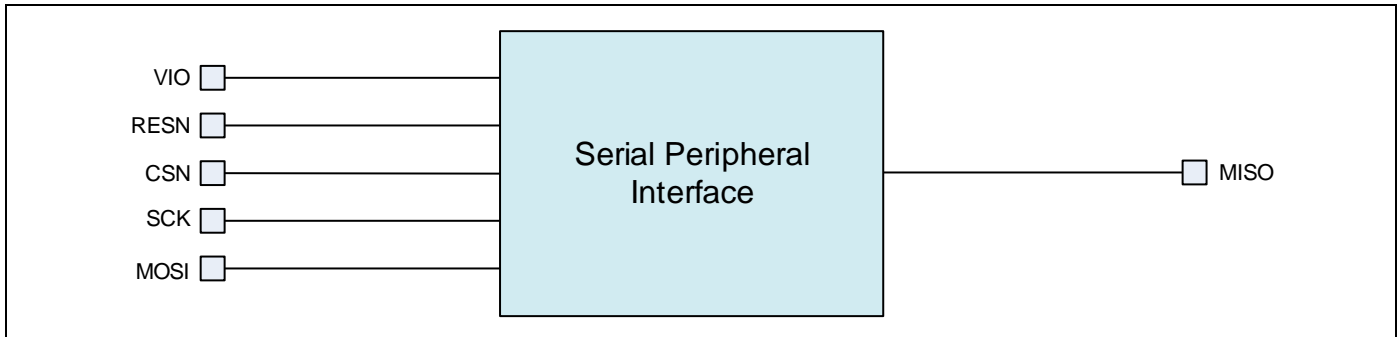 VIO
RESN
CSN
SCK
MOSI
Serial Peripheral
Interface
MISO